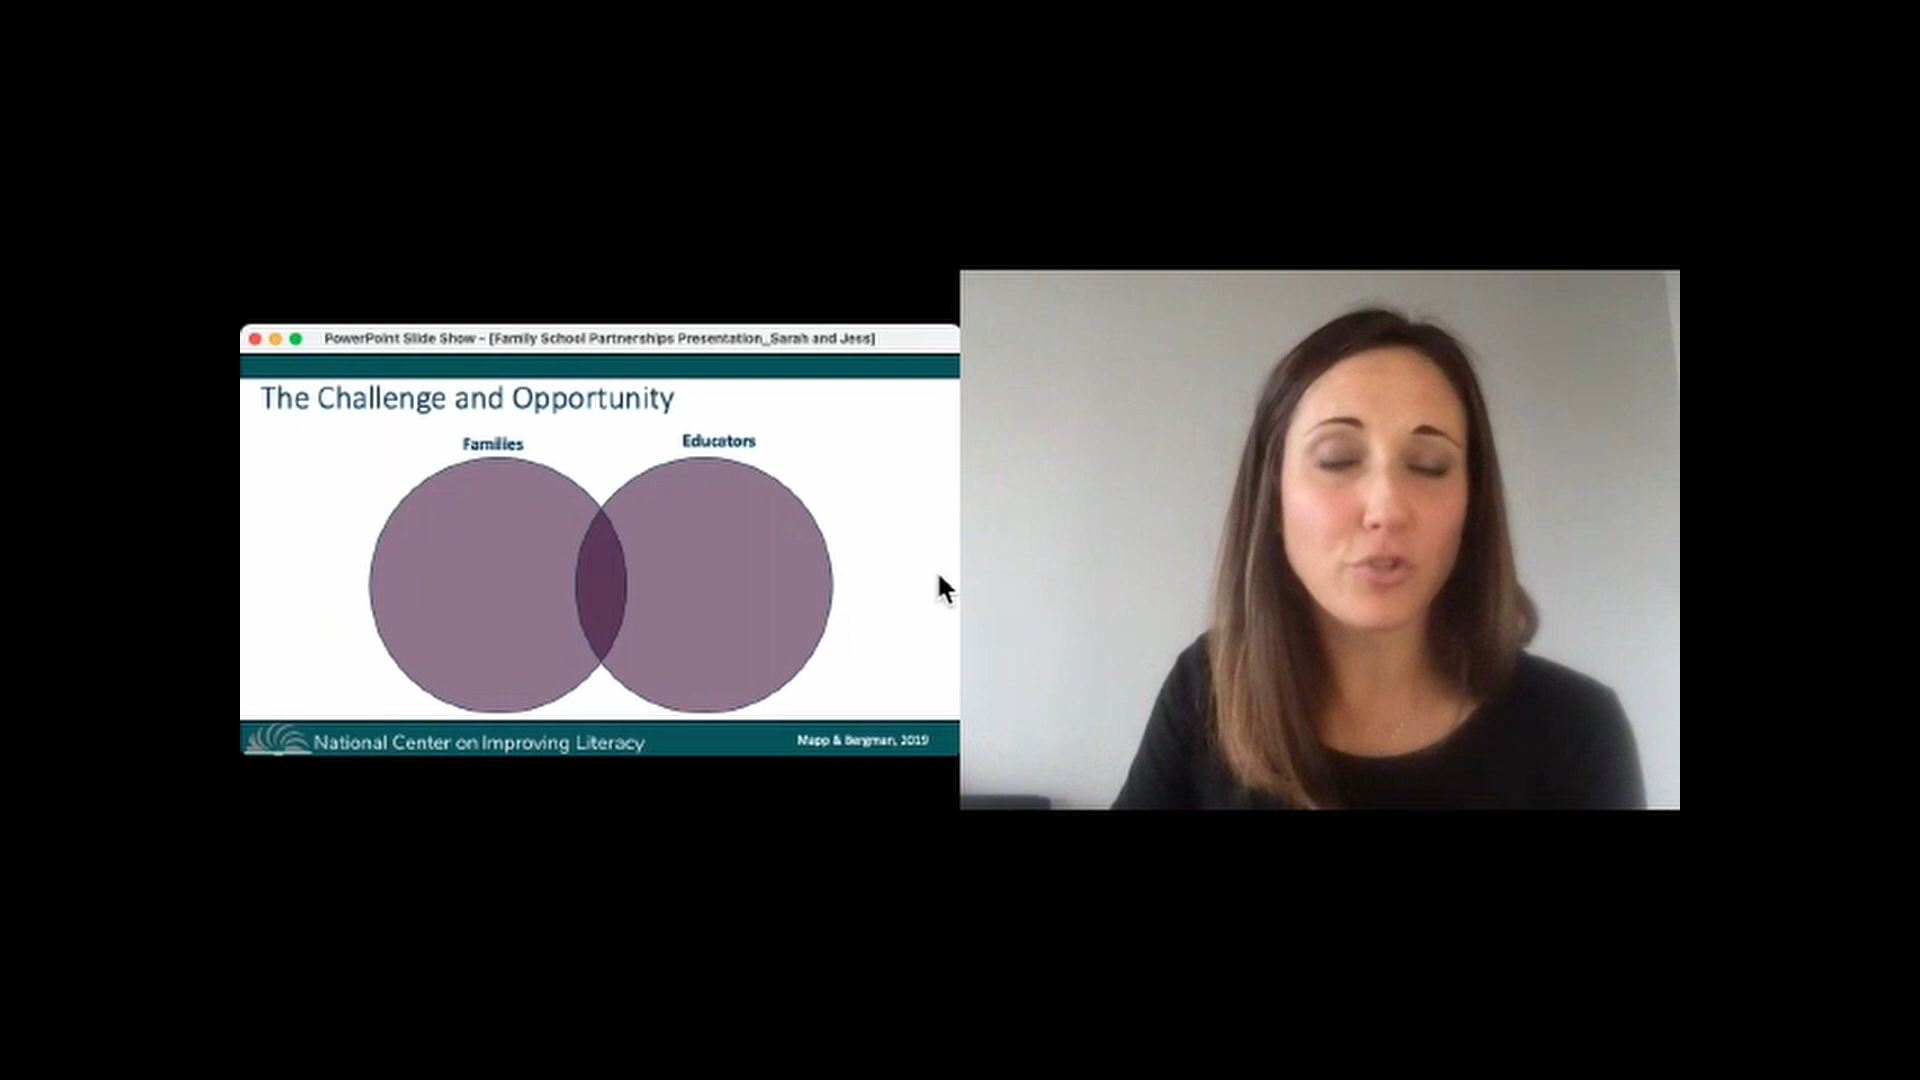 PowerPoint Slide Show - [Family School Partnerships Presentation_Sarah and Jess]
The Challenge and Opportunity
Families
Educators
National Center on Improving Literacy
Mapp & Bergman, 2019